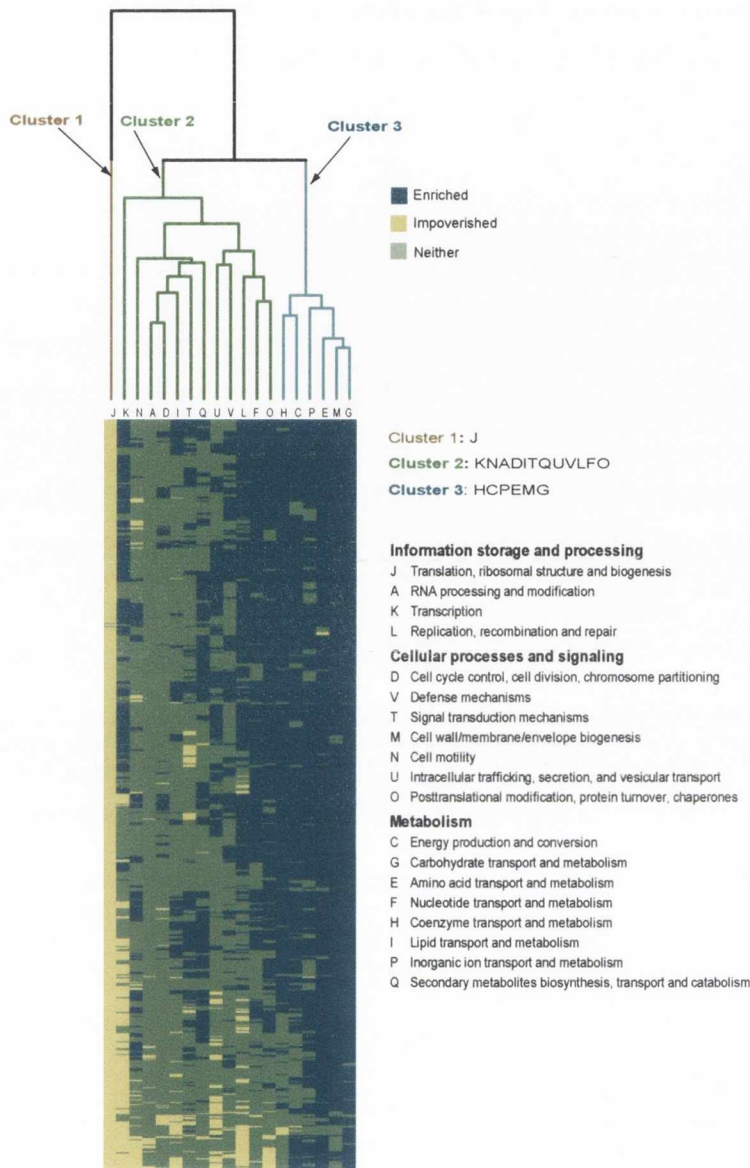 Cluster 1
Cluster 2
Cluster 3
Enriched
Impoverished
Neither
J K N A D I T Q U V L F O H C P E M G
Cluster 1: J
Cluster 2: KNADITQUVLFO
Cluster 3: HCPEMG
Information storage and processing
J Translation, ribosomal structure and biogenesis
A RNA processing and modification
K Transcription
L Replication, recombination and repair
Cellular processes and signaling
D Cell cycle control, cell division, chromosome partitioning
V Defense mechanisms
T Signal transduction mechanisms
M Cell wall/membrane/envelope biogenesis
N Cell motility
U Intracellular trafficking, secretion, and vesicular transport
O Posttranslational modification, protein turnover, chaperones
Metabolism
C Energy production and conversion
G Carbohydrate transport and metabolism
E Amino acid transport and metabolism
F Nucleotide transport and metabolism
H Coenzyme transport and metabolism
I Lipid transport and metabolism
P Inorganic ion transport and metabolism
Q Secondary metabolites biosynthesis, transport and catabolism